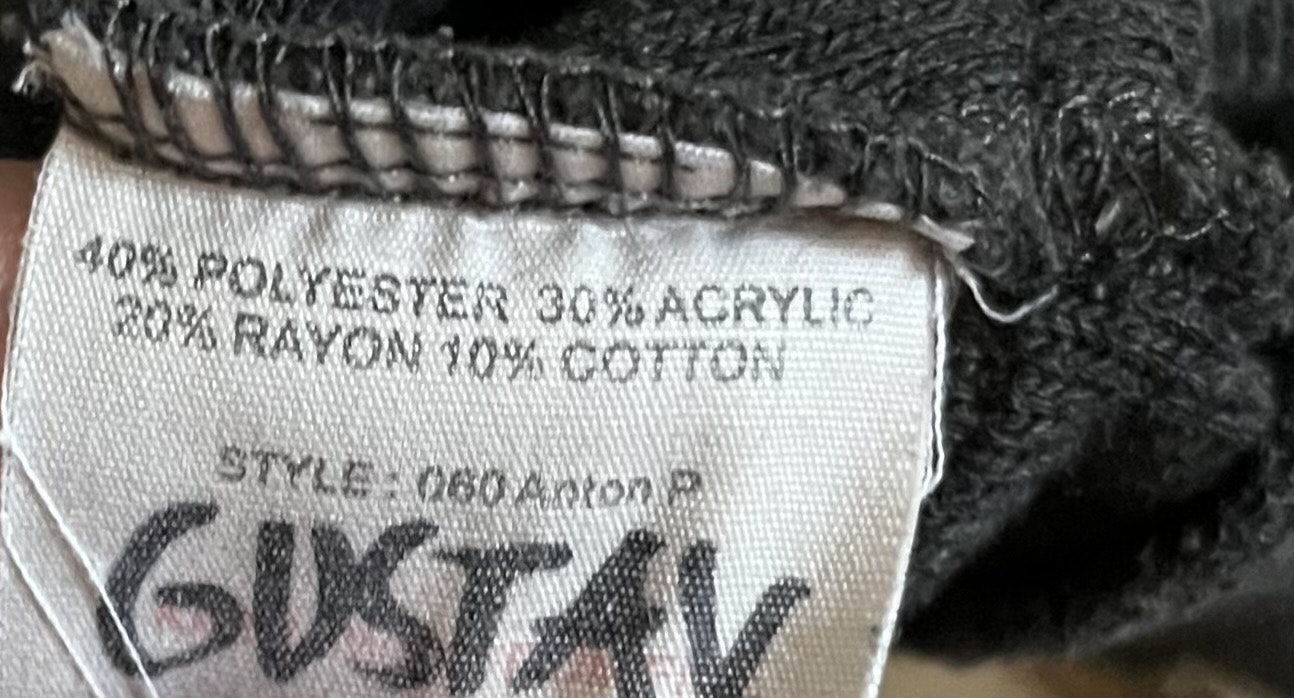 40% POLYESTER 30% ACRYLIC
20% RAYON 10% COTTON
STYLE: 060 Anton P
GUSTAV